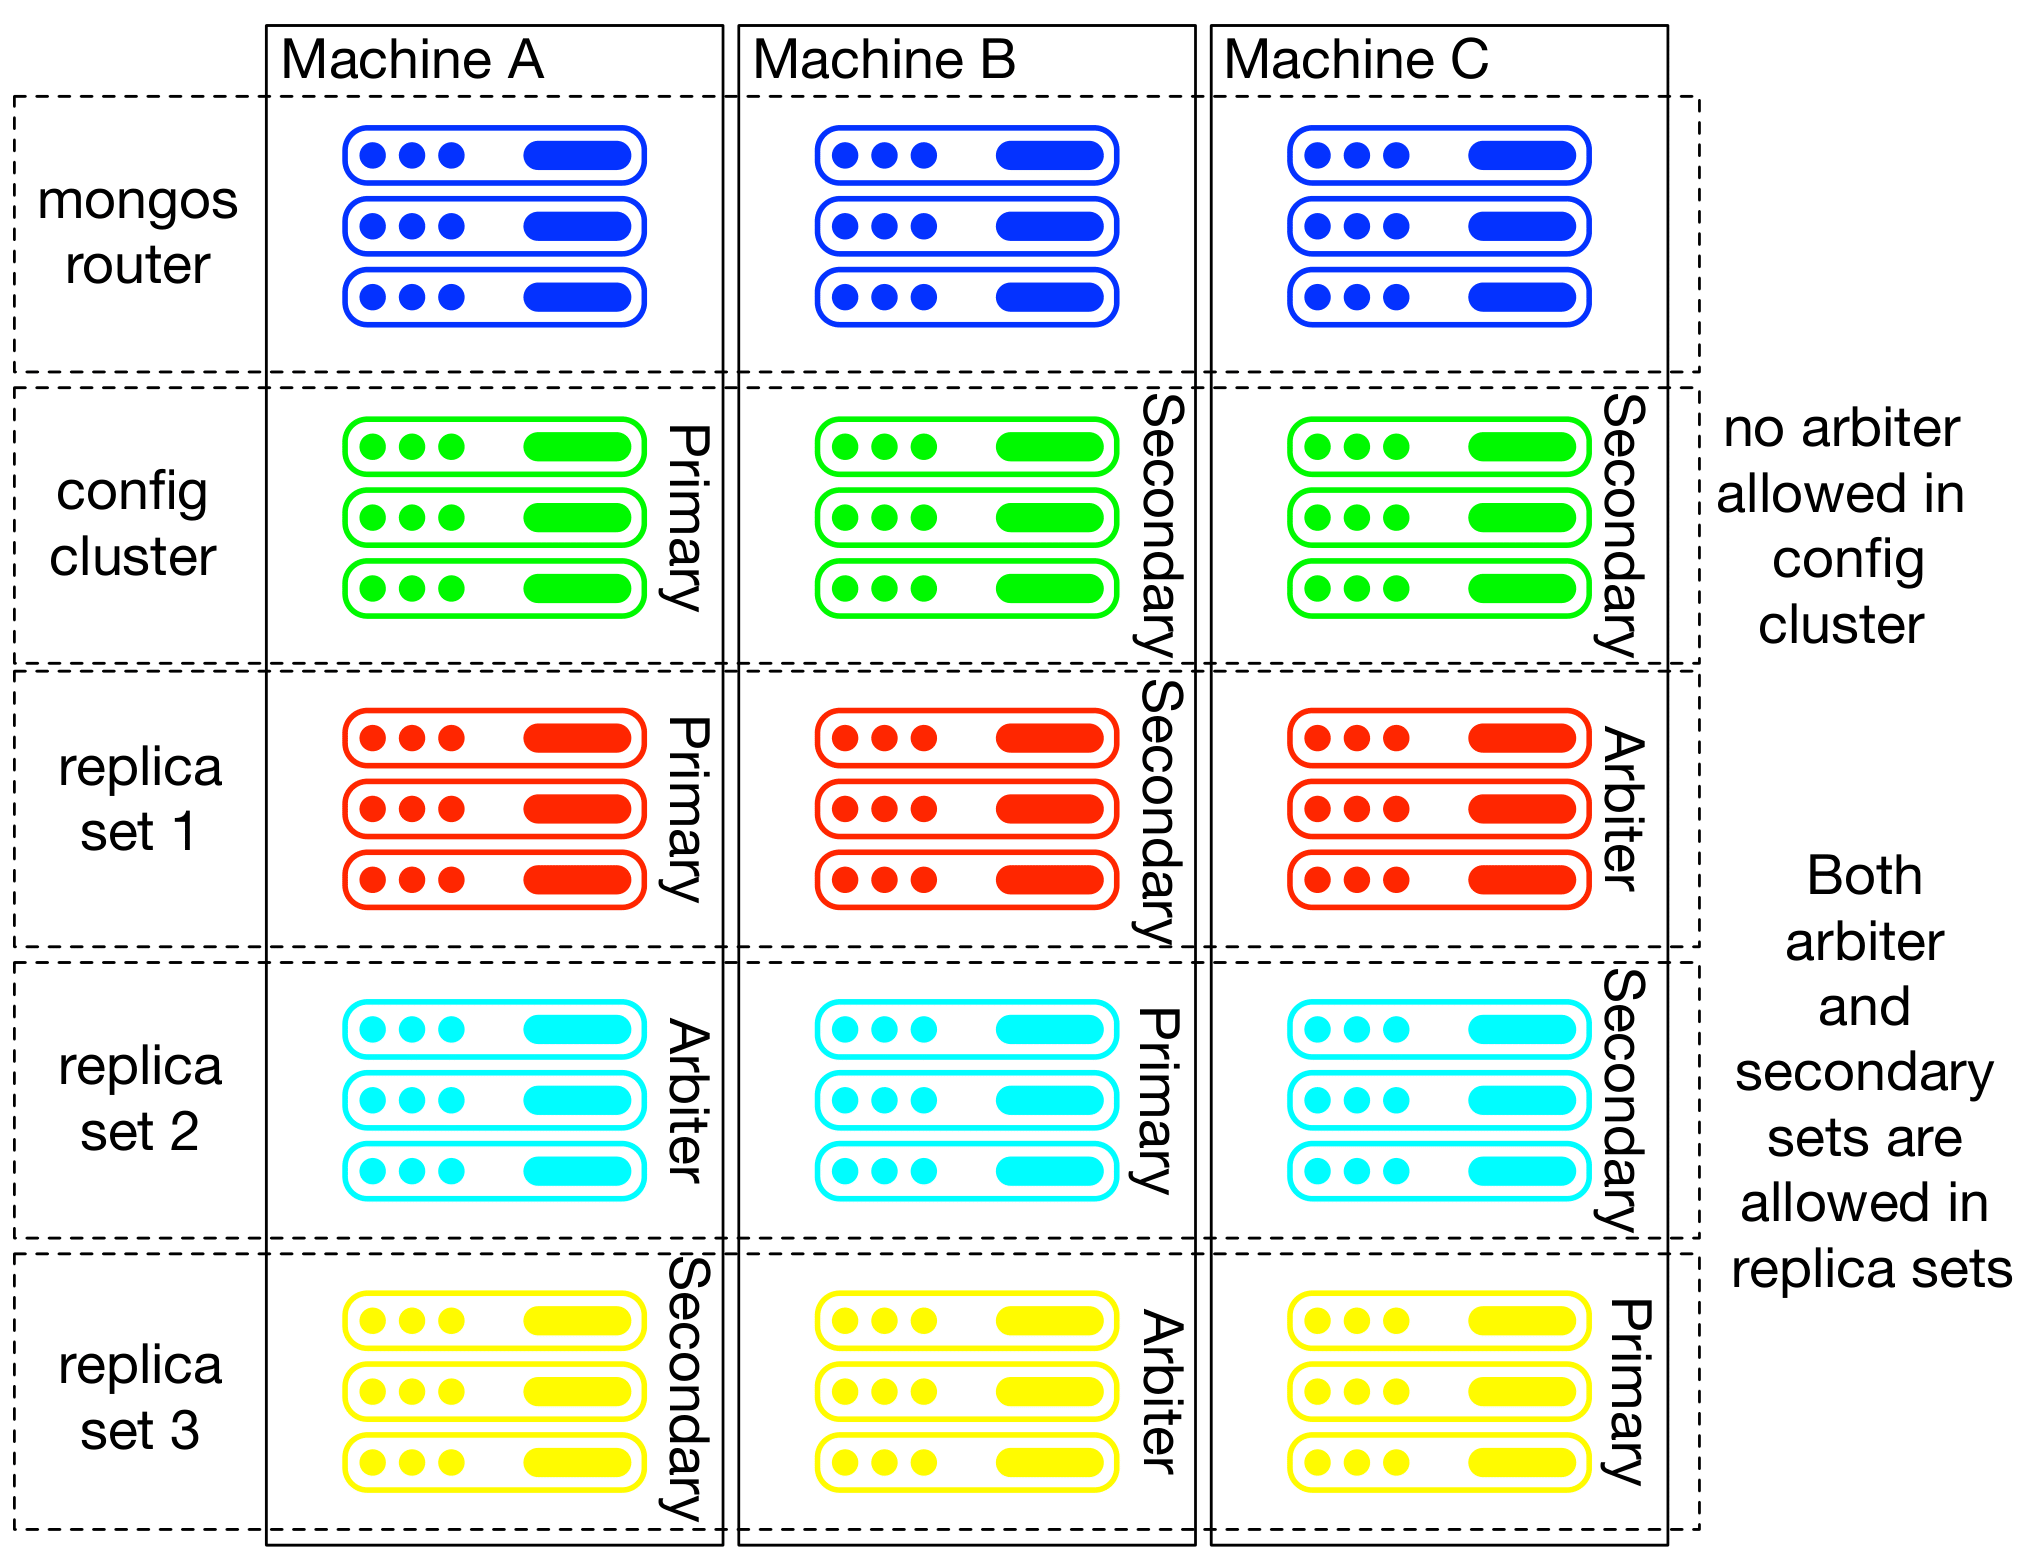 Machine A
Machine B
Machine C
mongos
router
config
cluster
Primary
Secondary
Secondary
no arbiter
allowed in
config
cluster
replica
set 1
Primary
Secondary
Arbiter
replica
set 2
Arbiter
Primary
Secondary
Both
arbiter
and
secondary
sets are
allowed in
replica sets
replica
set 3
Secondary
Arbiter
Primary